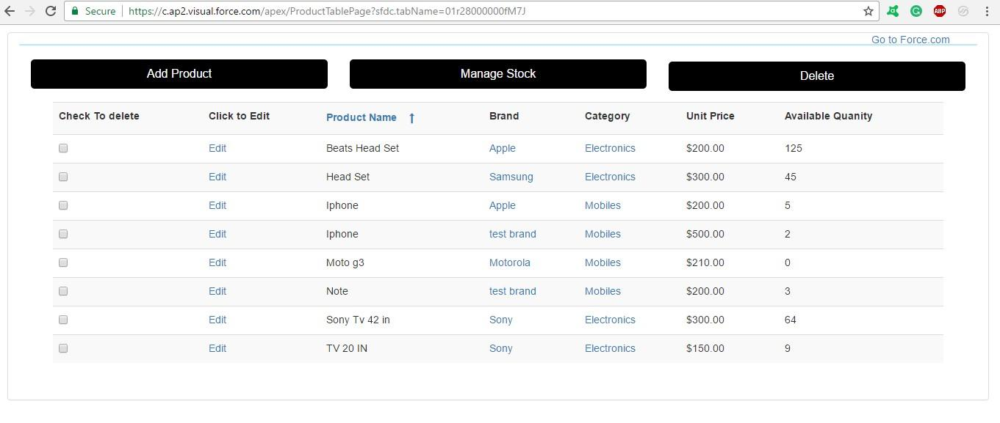 Secure https://c.ap2.visual.force.com/apex/ProductTablePage?sfdc.tabName=01r28000000fM7J
ABP
Go to Force.com
Add Product Manage Stock Delete
Check To delete Click to Edit Product Name ↑ Brand Category Unit Price Available Quanity
Edit Beats Head Set Apple Electronics $200.00 125
Edit Head Set Samsung Electronics $300.00 45
Edit Iphone Apple Mobiles $200.00 5
Edit Iphone test brand Mobiles $500.00 2
Edit Moto g3 Motorola Mobiles $210.00 0
Edit Note test brand Mobiles $200.00 3
Edit Sony Tv 42 in Sony Electronics $300.00 64
Edit TV 20 IN Sony Electronics $150.00 9